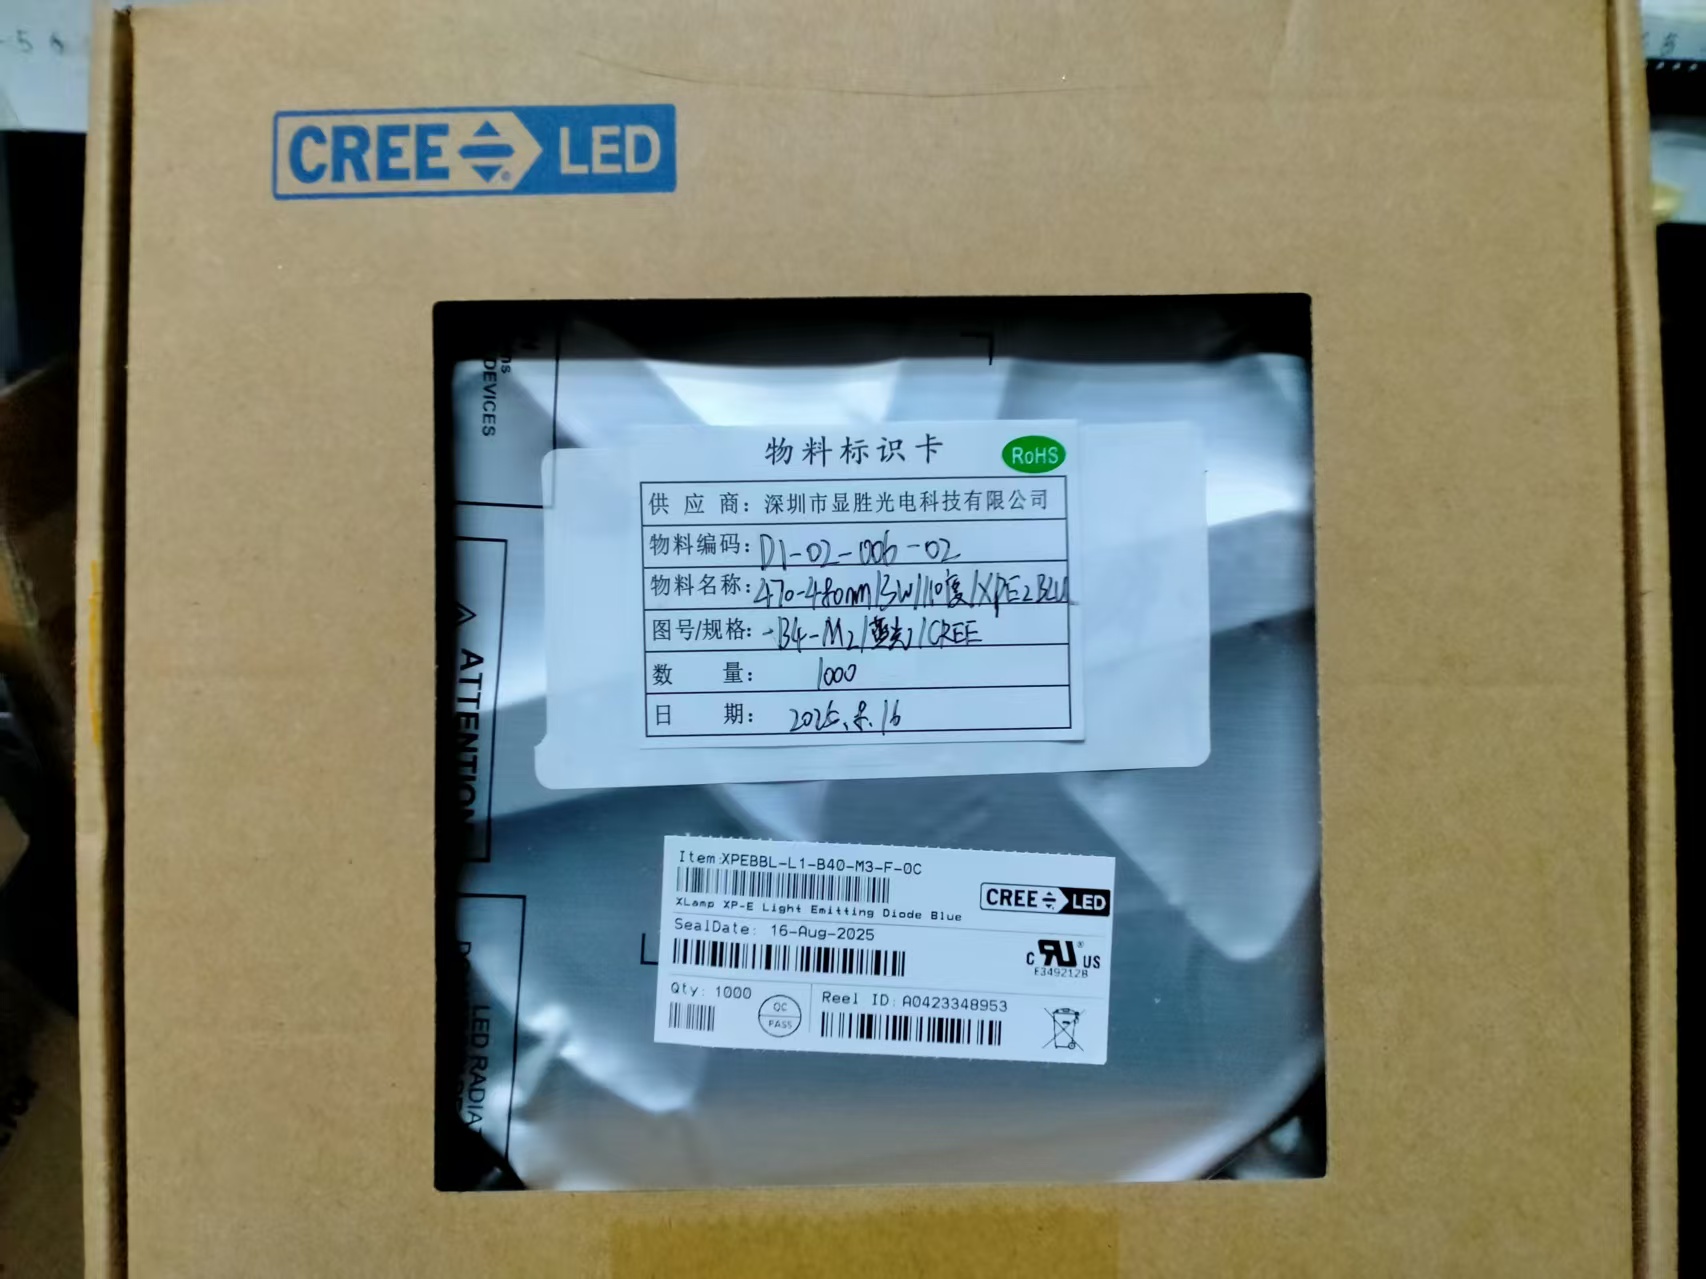 CREE LED
DEVICES
物料标识卡 RoHS
供应商：深圳市显胜光电科技有限公司
物料编码：D1-02-006-02
物料名称：470-480nm/3W/110度/XPE2BLU
图号/规格：-B4-M2/蓝光/CREE
数量：1000
日期：2025.8.16
ATTENTION
LED RADIAT
Item:XPEBBL-L1-B40-M3-F-0C
CREE LED
XLamp XP-E Light Emitting Diode Blue
SealDate: 16-Aug-2025
C RU® US
E349212B
Qty: 1000
QC PASS
Reel ID: A0423348953